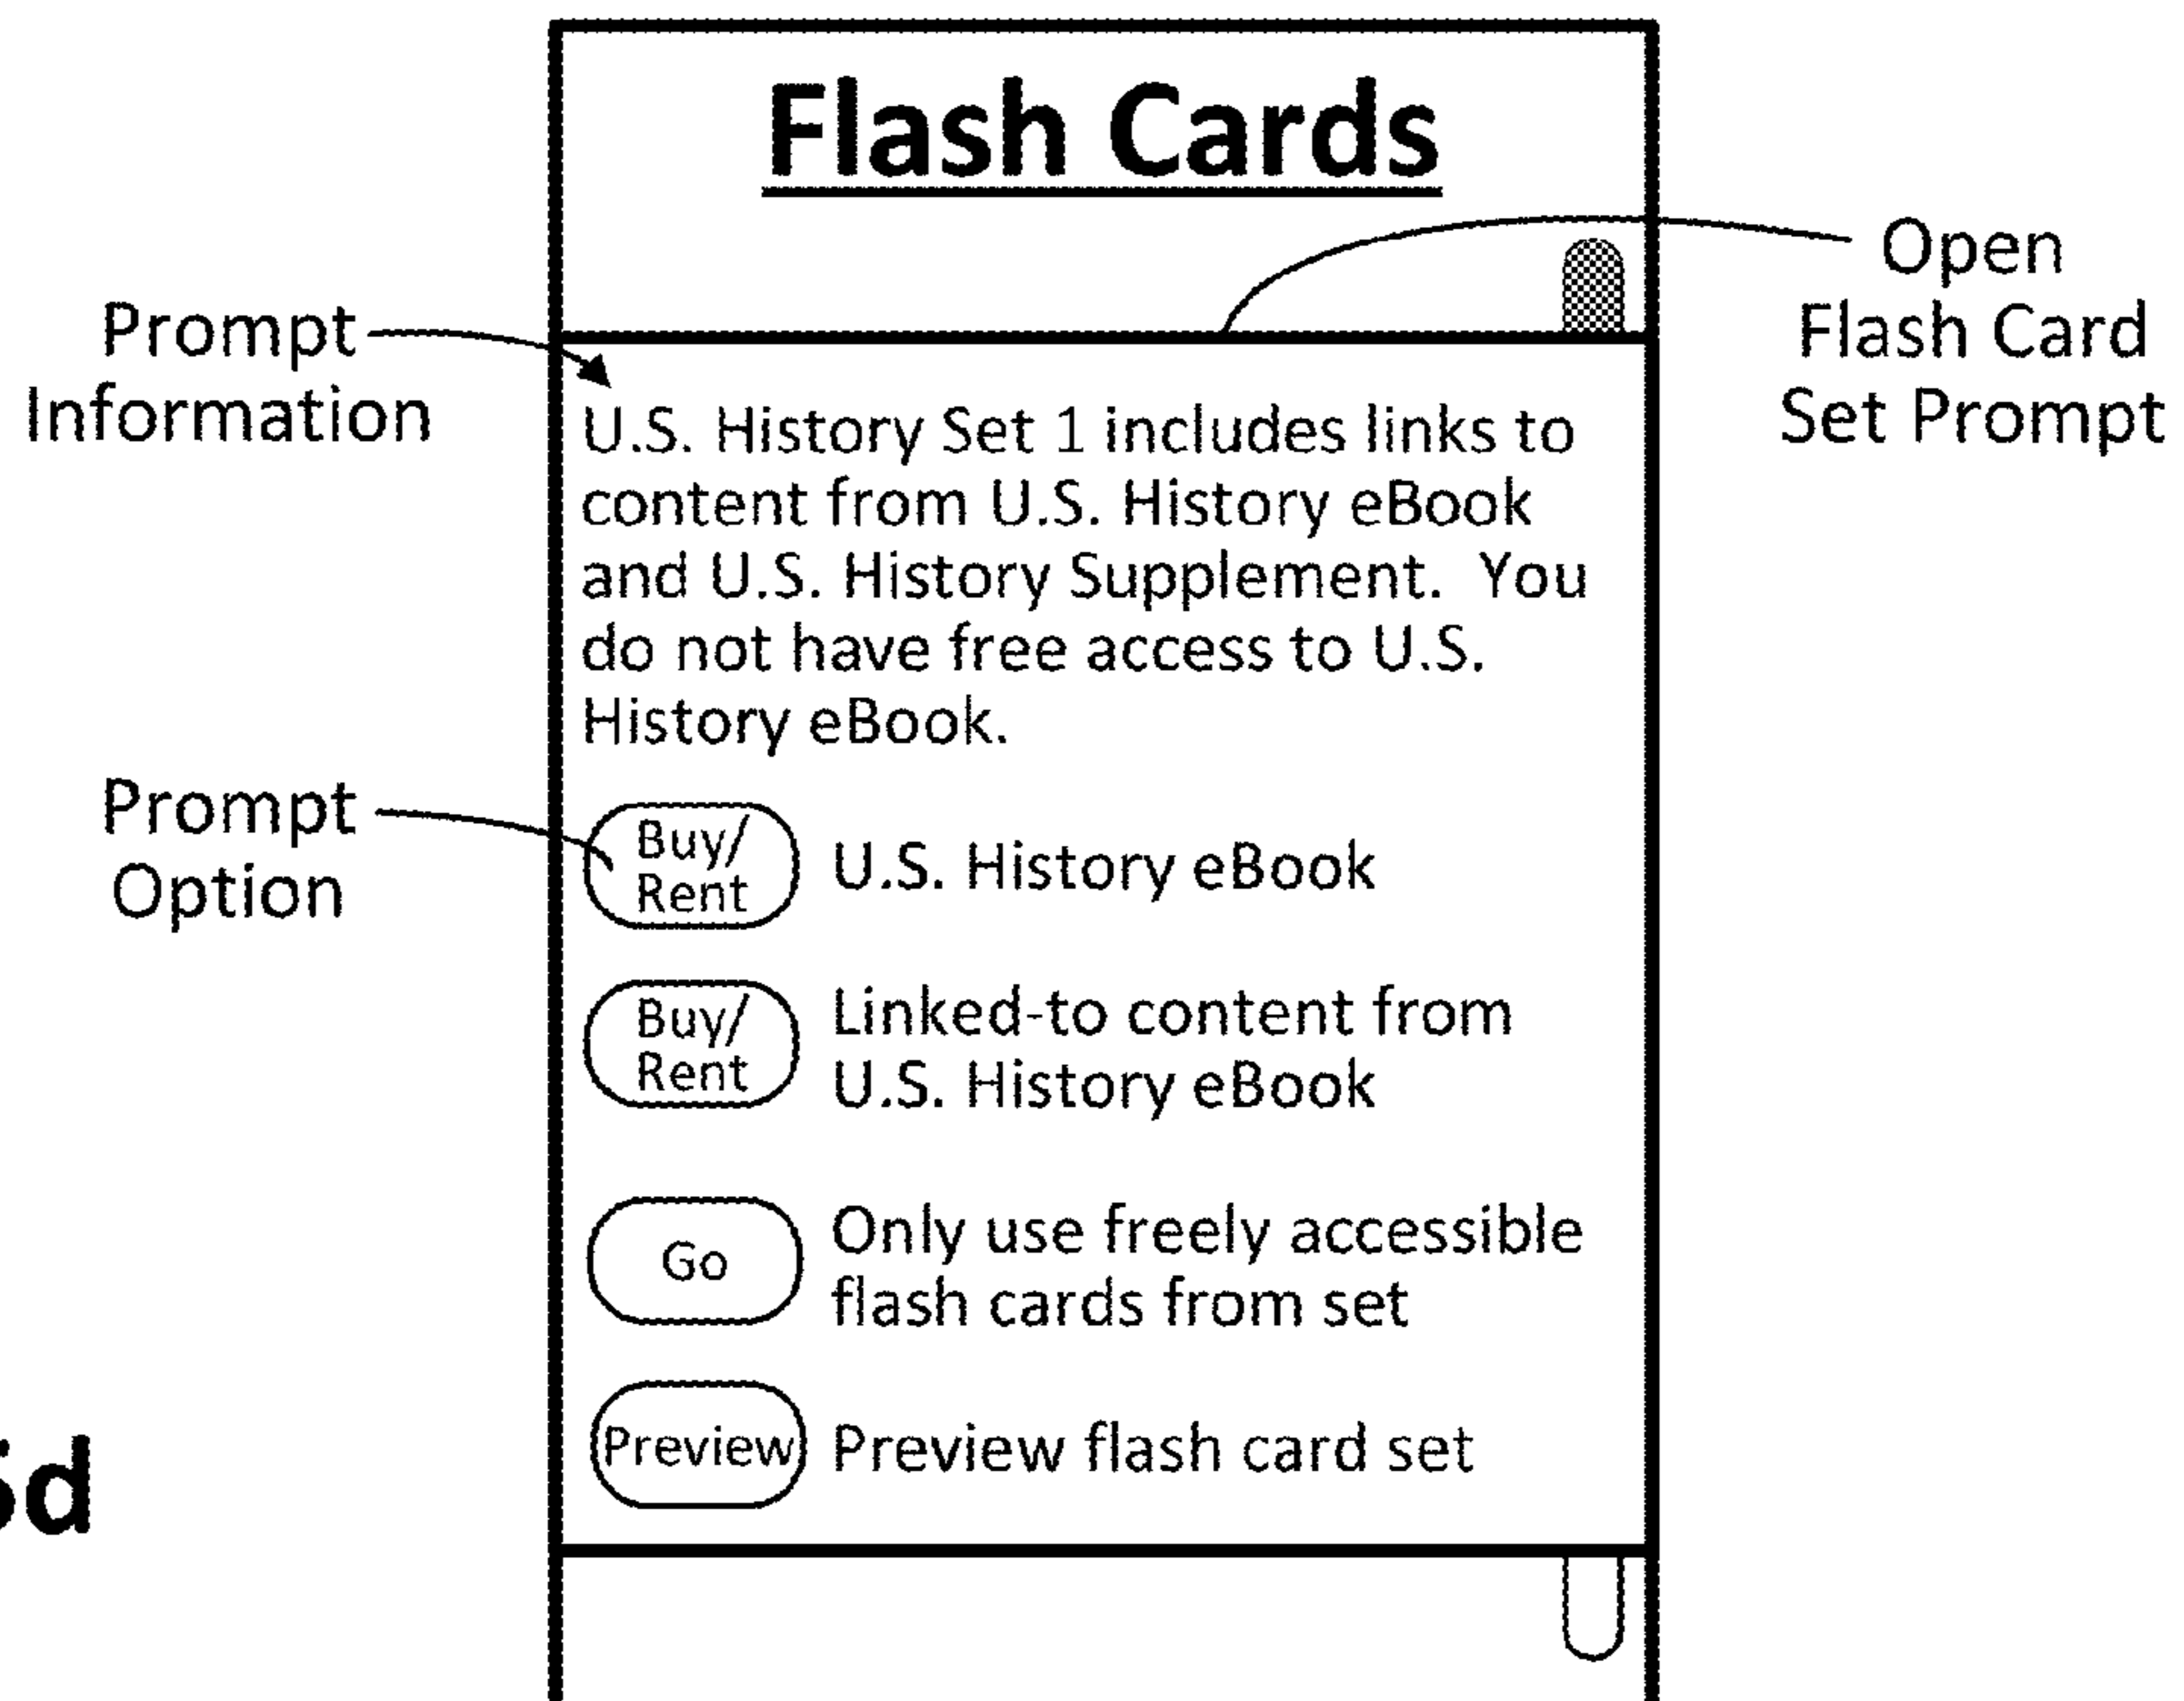 Flash Cards
Open
Flash Card
Set Prompt
Prompt
Information
U.S. History Set 1 includes links to
content from U.S. History eBook
and U.S. History Supplement. You
do not have free access to U.S.
History eBook.
Prompt
Option
Buy/
Rent
U.S. History eBook
Buy/
Rent
Linked-to content from
U.S. History eBook
Go
Only use freely accessible
flash cards from set
Preview
Preview flash card set